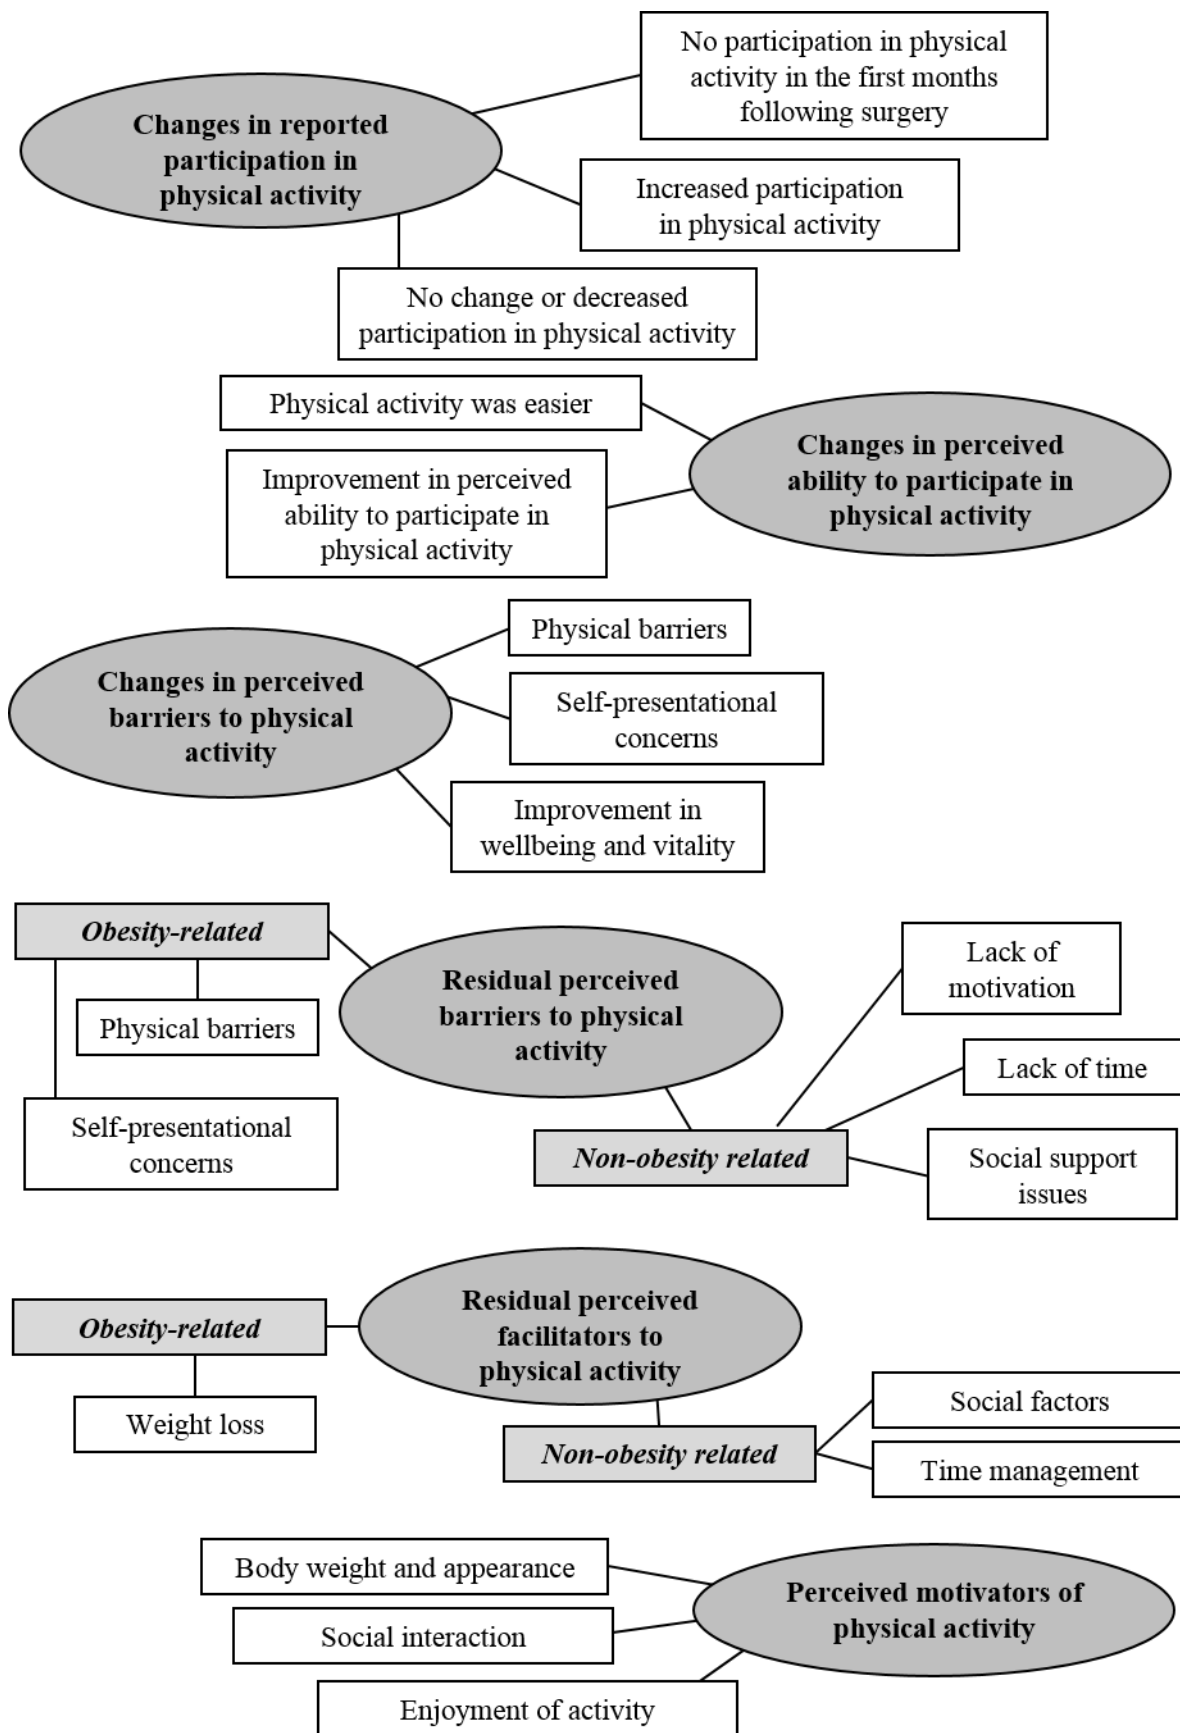 No participation in physical
activity in the first months
following surgery
Changes in reported
participation in
physical activity
Increased participation
in physical activity
No change or decreased
participation in physical activity
Physical activity was easier
Changes in perceived
ability to participate in
physical activity
Improvement in perceived
ability to participate in
physical activity
Physical barriers
Changes in perceived
barriers to physical
activity
Self-presentational
concerns
Improvement in
wellbeing and vitality
Obesity-related
Residual perceived
barriers to physical
activity
Lack of
motivation
Physical barriers
Lack of time
Self-presentational
concerns
Non-obesity related
Social support
issues
Residual perceived
facilitators to
physical activity
Obesity-related
Weight loss
Social factors
Non-obesity related
Time management
Body weight and appearance
Perceived motivators of
physical activity
Social interaction
Enjoyment of activity